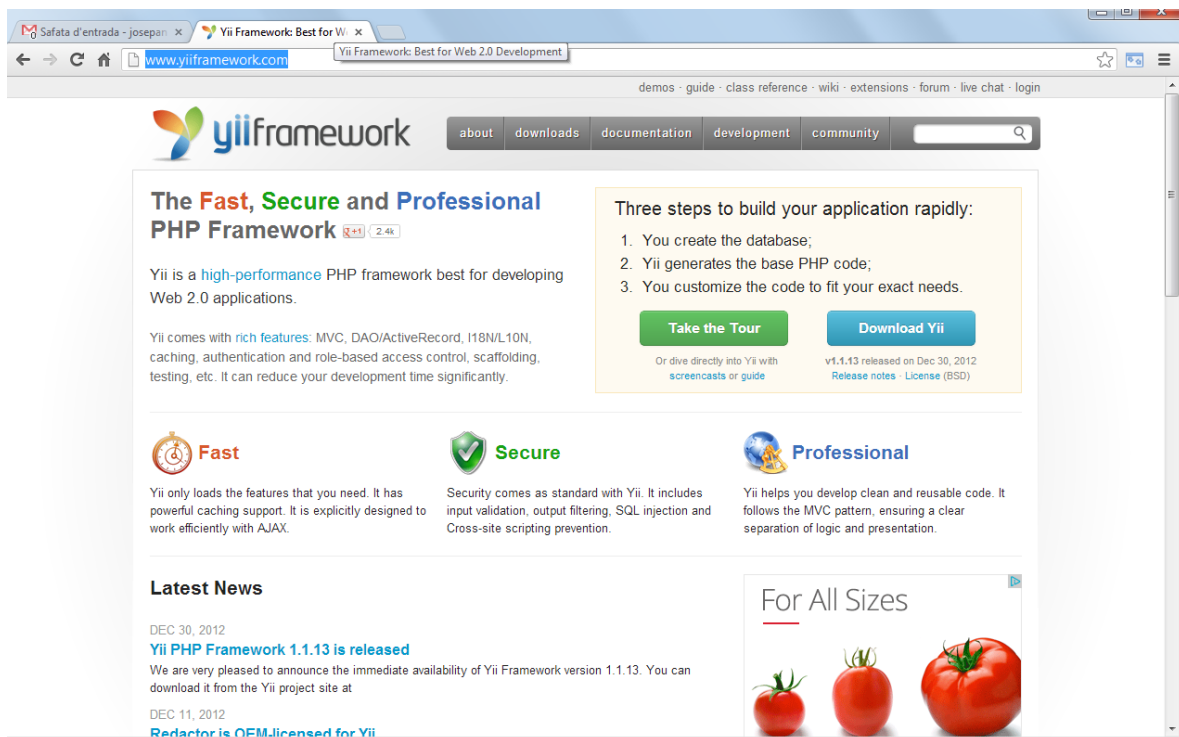 Safata d'entrada - josepan
Yii Framework: Best for W
Yii Framework: Best for Web 2.0 Development
www.yiiframework.com
demos · guide · class reference · wiki · extensions · forum · live chat · login
yiiframework
about downloads documentation development community
The Fast, Secure and Professional
PHP Framework +1 2.4k
Yii is a high-performance PHP framework best for developing
Web 2.0 applications.
Yii comes with rich features: MVC, DAO/ActiveRecord, I18N/L10N,
caching, authentication and role-based access control, scaffolding,
testing, etc. It can reduce your development time significantly.
Three steps to build your application rapidly:
1. You create the database;
2. Yii generates the base PHP code;
3. You customize the code to fit your exact needs.
Take the Tour
Or dive directly into Yii with
screencasts or guide
Download Yii
v1.1.13 released on Dec 30, 2012
Release notes · License (BSD)
Fast
Yii only loads the features that you need. It has
powerful caching support. It is explicitly designed to
work efficiently with AJAX.
Secure
Security comes as standard with Yii. It includes
input validation, output filtering, SQL injection and
Cross-site scripting prevention.
Professional
Yii helps you develop clean and reusable code. It
follows the MVC pattern, ensuring a clear
separation of logic and presentation.
Latest News
DEC 30, 2012
Yii PHP Framework 1.1.13 is released
We are very pleased to announce the immediate availability of Yii Framework version 1.1.13. You can
download it from the Yii project site at
DEC 11, 2012
Redactor is OEM-licensed for Yii
For All Sizes